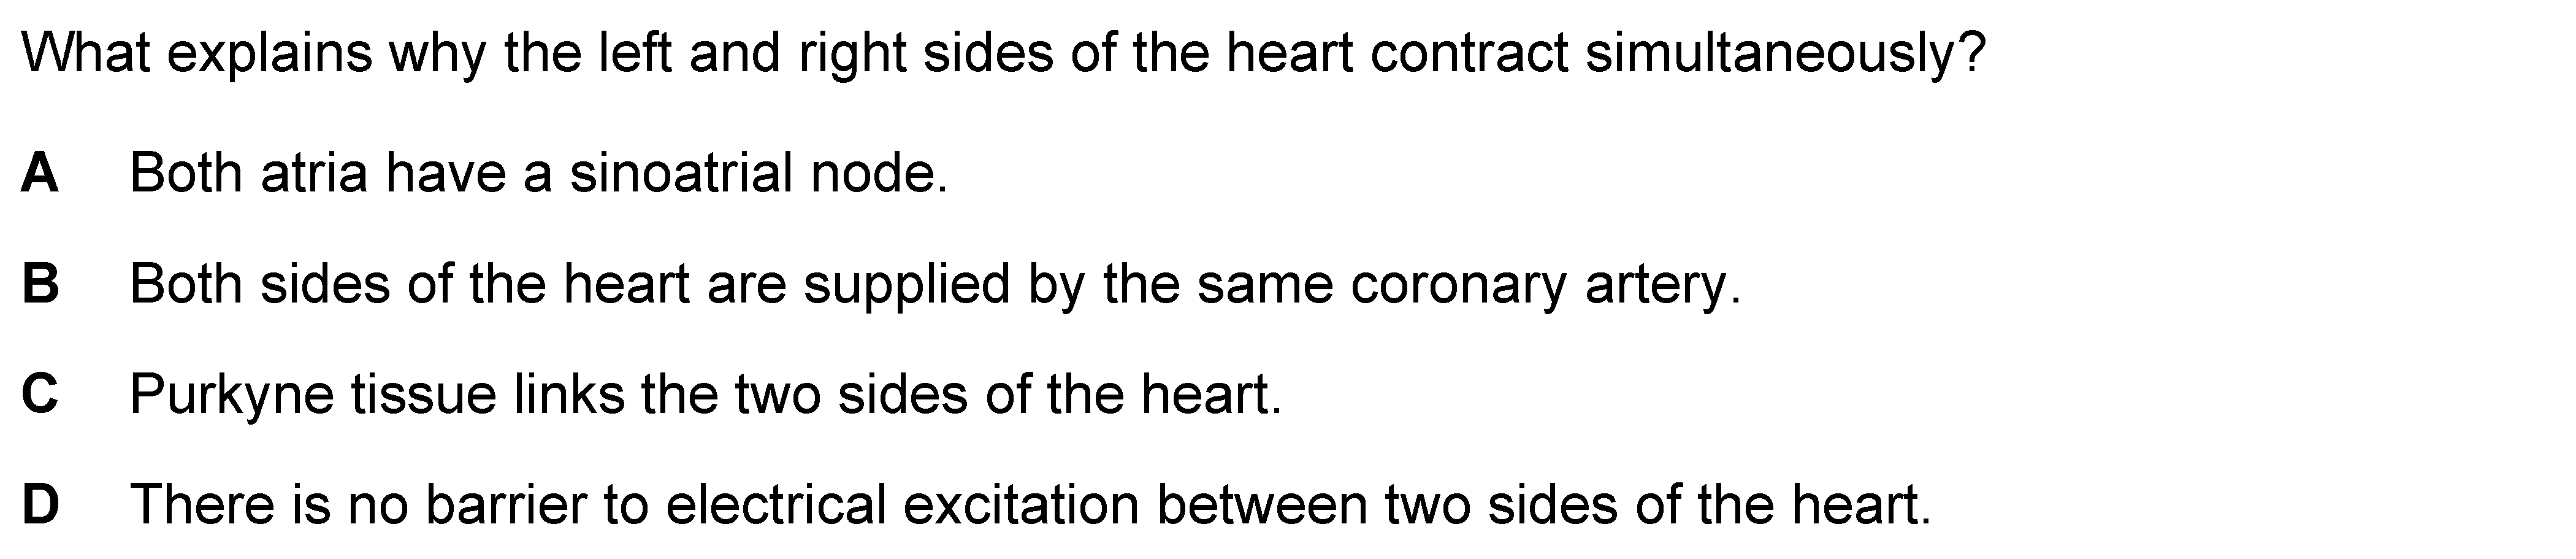 What explains why the left and right sides of the heart contract simultaneously?
A Both atria have a sinoatrial node.
B Both sides of the heart are supplied by the same coronary artery.
C Purkyne tissue links the two sides of the heart.
D There is no barrier to electrical excitation between two sides of the heart.